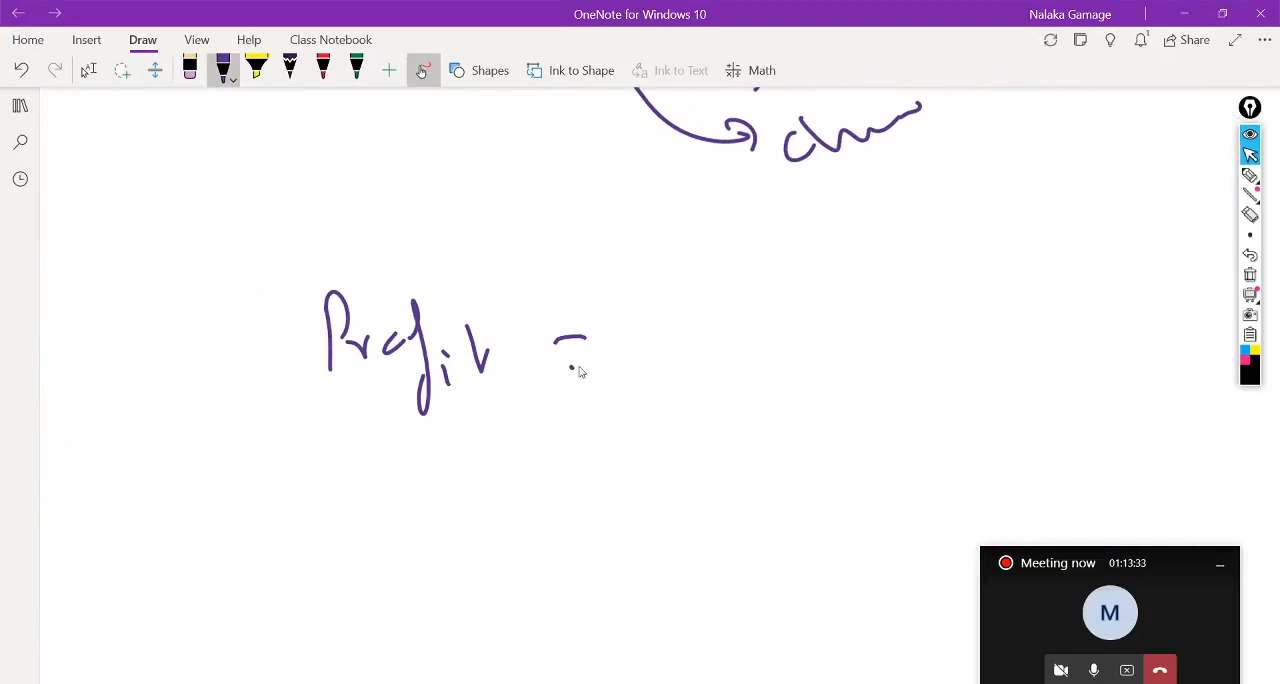 OneNote for Windows 10
Nalaka Gamage
Home Insert Draw View Help Class Notebook
Share
Shapes Ink to Shape Ink to Text Math
Profit =
Meeting now 01:13:33
M